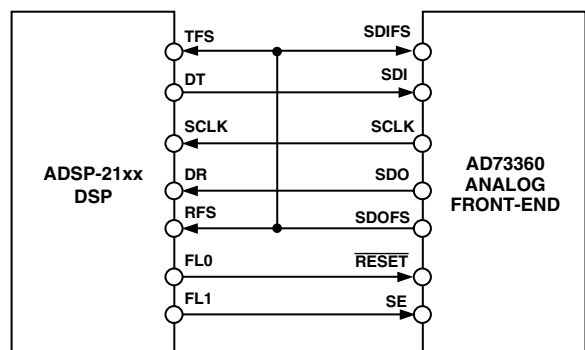 TFS SDIFS
DT SDI
SCLK SCLK
ADSP-21xx
DSP
DR SDO
AD73360
ANALOG
FRONT-END
RFS SDOFS
FL0 RESET
FL1 SE